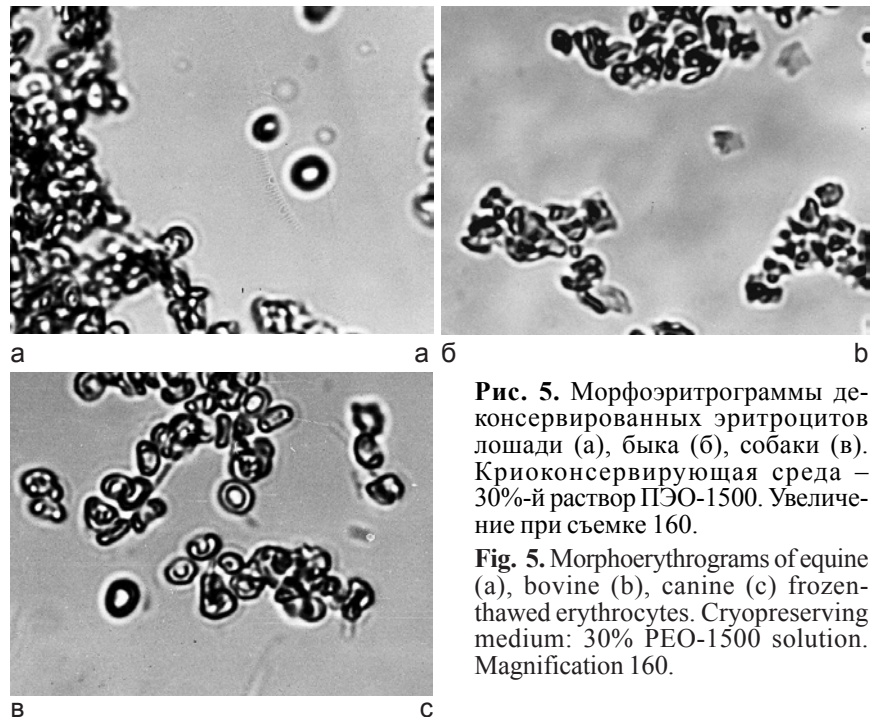 а a б b
Рис. 5. Морфоэритрограммы де-
консервированных эритроцитов
лошади (а), быка (б), собаки (в).
Криоконсервирующая среда –
30%-й раствор ПЭО-1500. Увеличе-
ние при съемке 160.
Fig. 5. Morphoerythrograms of equine
(a), bovine (b), canine (c) frozen-
thawed erythrocytes. Cryopreserving
medium: 30% PEO-1500 solution.
Magnification 160.
в c